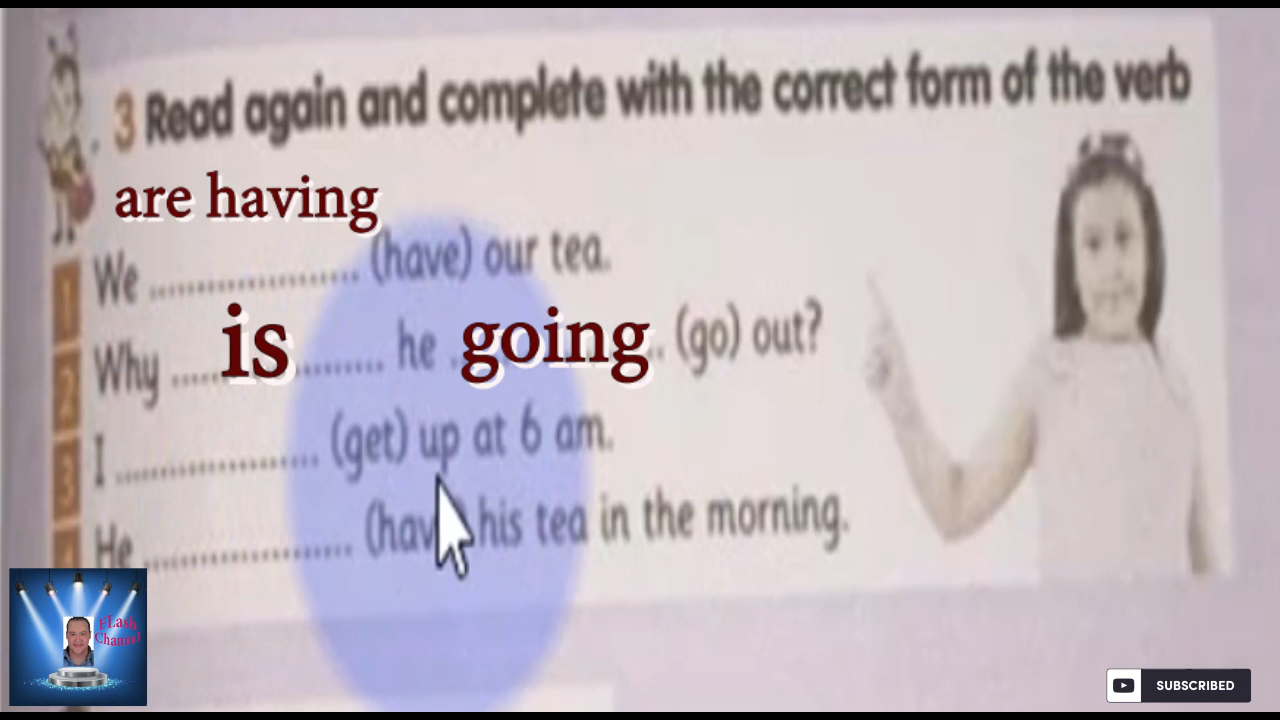 3 Read again and complete with the correct form of the verb
are having
1 We .................... (have) our tea.
2 Why ....is......... he .going.. (go) out?
3 I .................... (get) up at 6 am.
He .................... (hav ) his tea in the morning.
FLash
Channel
SUBSCRIBED